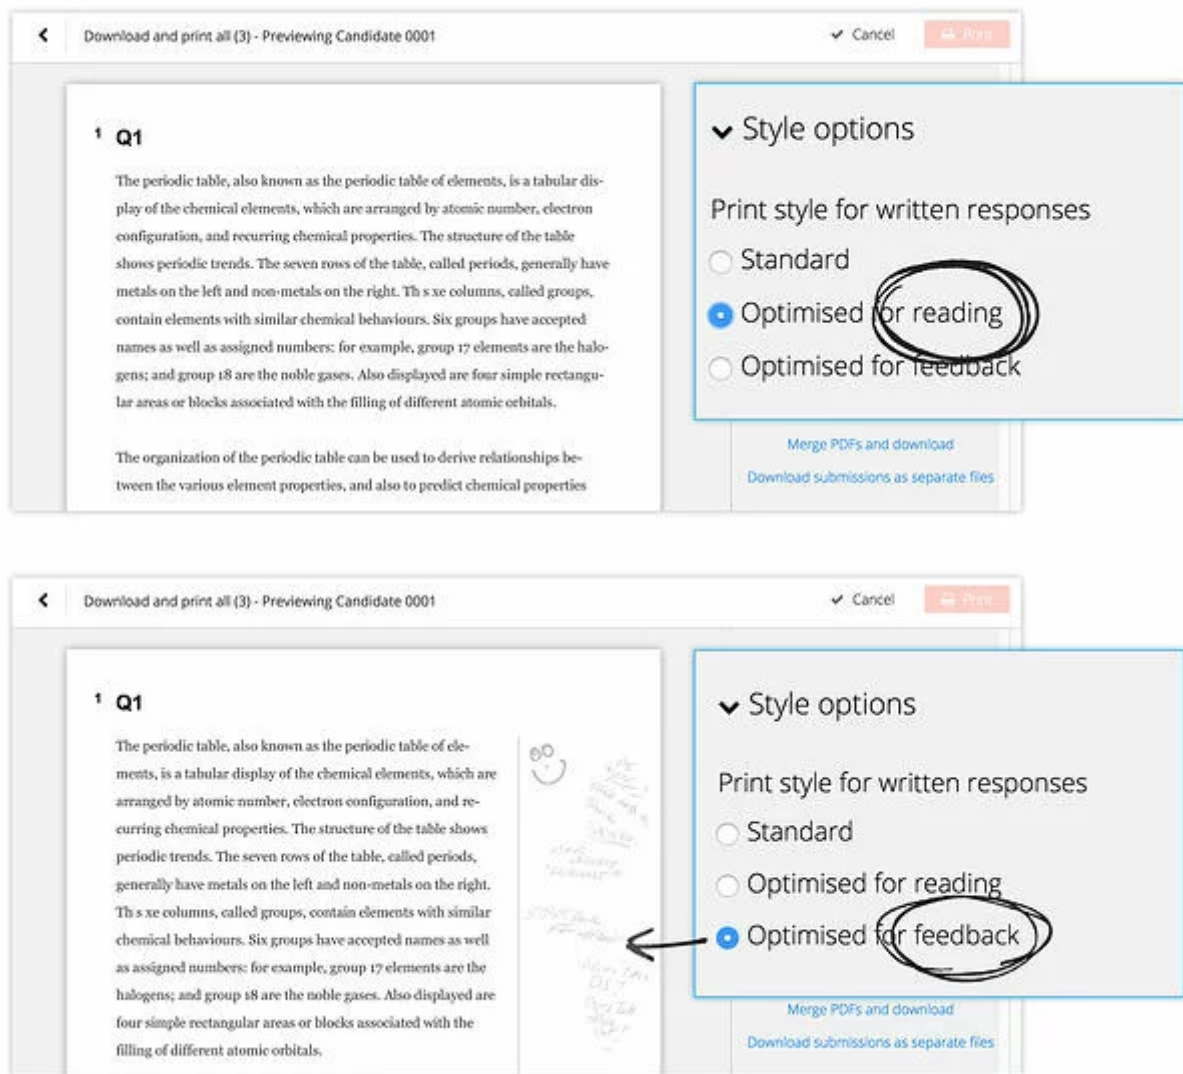 Download and print all (3) - Previewing Candidate 0001
Cancel
Print
1 Q1
The periodic table, also known as the periodic table of elements, is a tabular dis-
play of the chemical elements, which are arranged by atomic number, electron
configuration, and recurring chemical properties. The structure of the table
shows periodic trends. The seven rows of the table, called periods, generally have
metals on the left and non-metals on the right. Th s xe columns, called groups,
contain elements with similar chemical behaviours. Six groups have accepted
names as well as assigned numbers: for example, group 17 elements are the halo-
gens; and group 18 are the noble gases. Also displayed are four simple rectangu-
lar areas or blocks associated with the filling of different atomic orbitals.
The organization of the periodic table can be used to derive relationships be-
tween the various element properties, and also to predict chemical properties
Style options
Print style for written responses
Standard
Optimised for reading
Optimised for feedback
Merge PDFs and download
Download submissions as separate files
Download and print all (3) - Previewing Candidate 0001
Cancel
Print
1 Q1
The periodic table, also known as the periodic table of ele-
ments, is a tabular display of the chemical elements, which are
arranged by atomic number, electron configuration, and re-
curring chemical properties. The structure of the table shows
periodic trends. The seven rows of the table, called periods,
generally have metals on the left and non-metals on the right.
Th s xe columns, called groups, contain elements with similar
chemical behaviours. Six groups have accepted names as well
as assigned numbers: for example, group 17 elements are the
halogens; and group 18 are the noble gases. Also displayed are
four simple rectangular areas or blocks associated with the
filling of different atomic orbitals.
Style options
Print style for written responses
Standard
Optimised for reading
Optimised for feedback
Merge PDFs and download
Download submissions as separate files